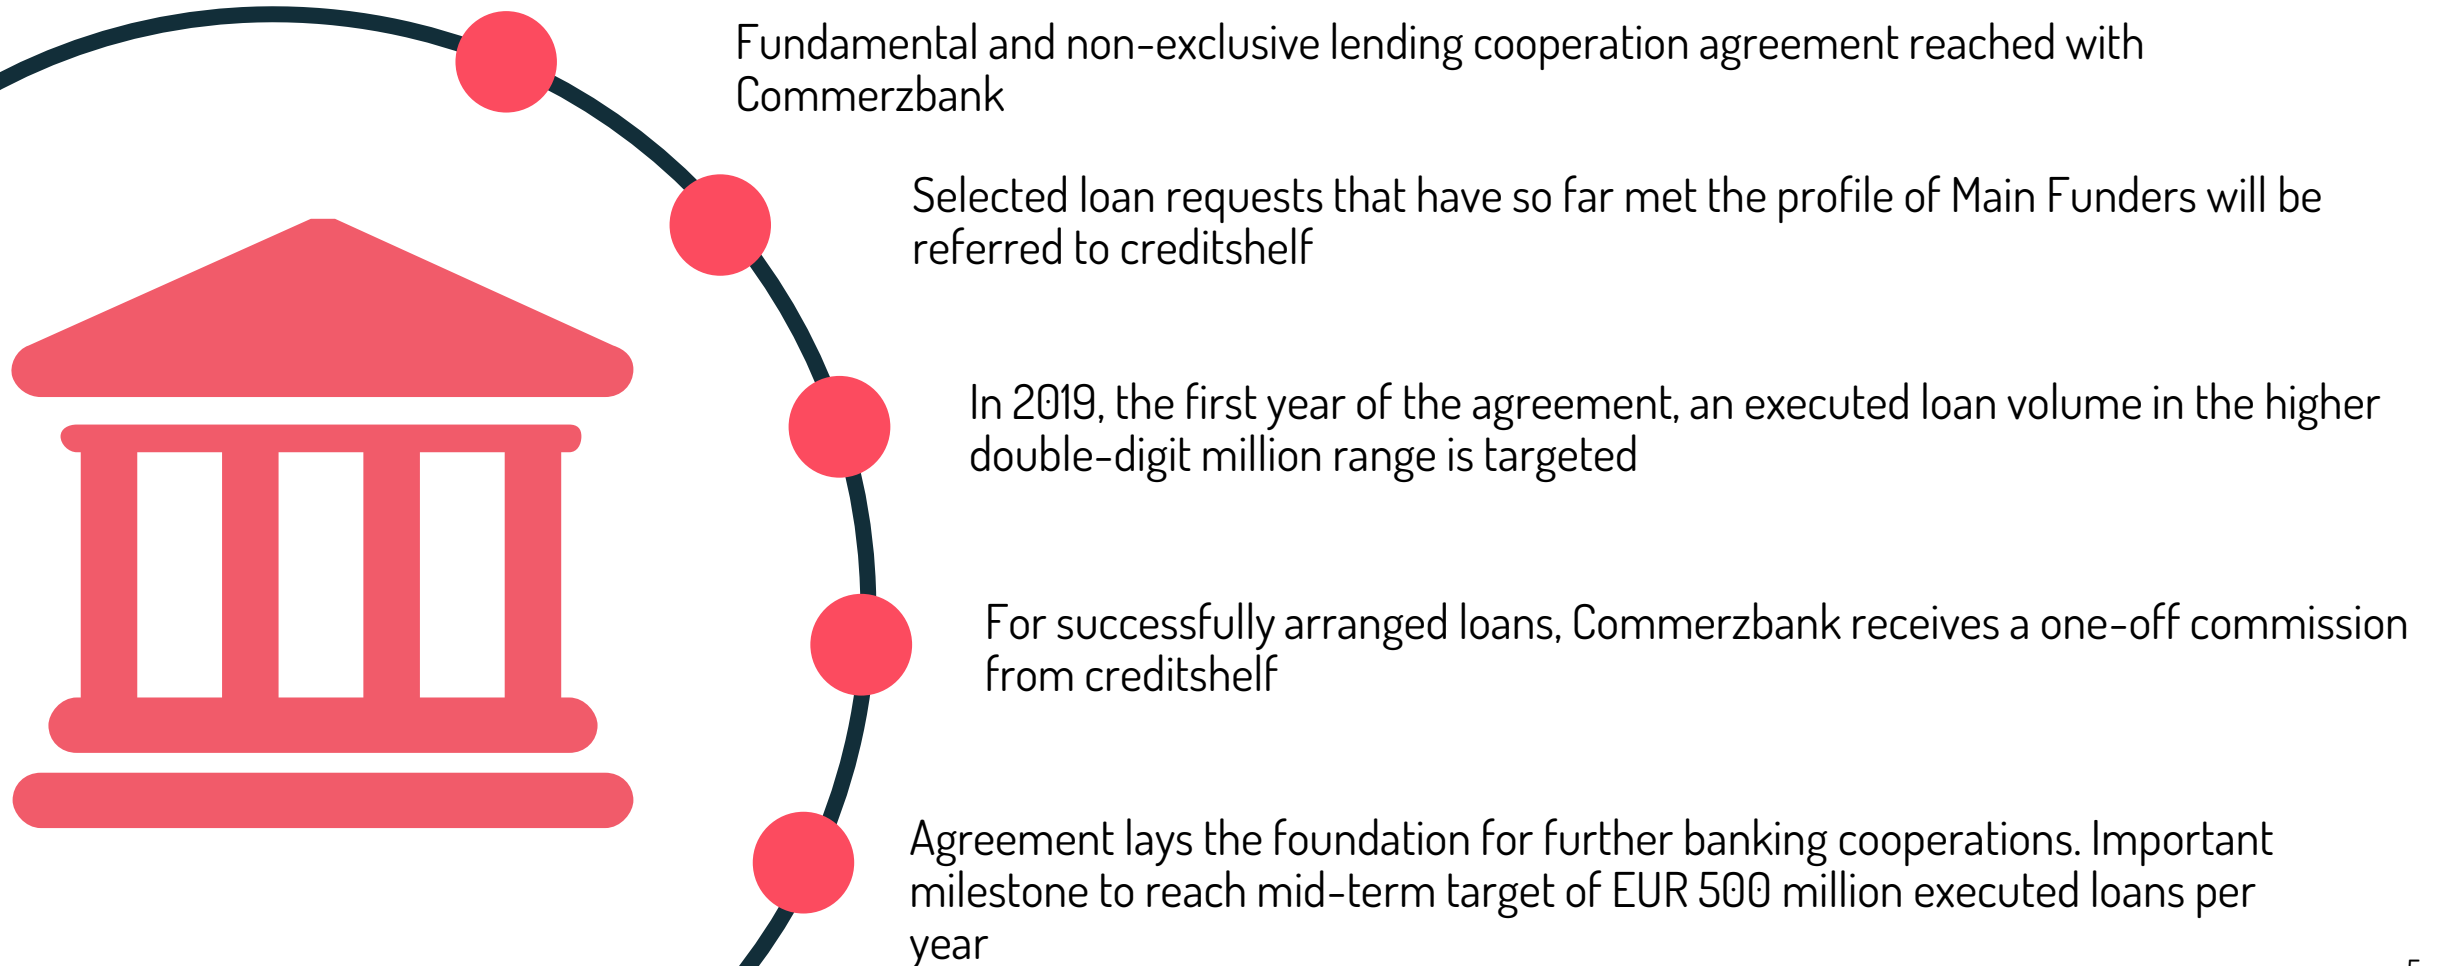 Fundamental and non-exclusive lending cooperation agreement reached with
Commerzbank
Selected loan requests that have so far met the profile of Main Funders will be
referred to creditshelf
In 2019, the first year of the agreement, an executed loan volume in the higher
double-digit million range is targeted
For successfully arranged loans, Commerzbank receives a one-off commission
from creditshelf
Agreement lays the foundation for further banking cooperations. Important
milestone to reach mid-term target of EUR 500 million executed loans per
year